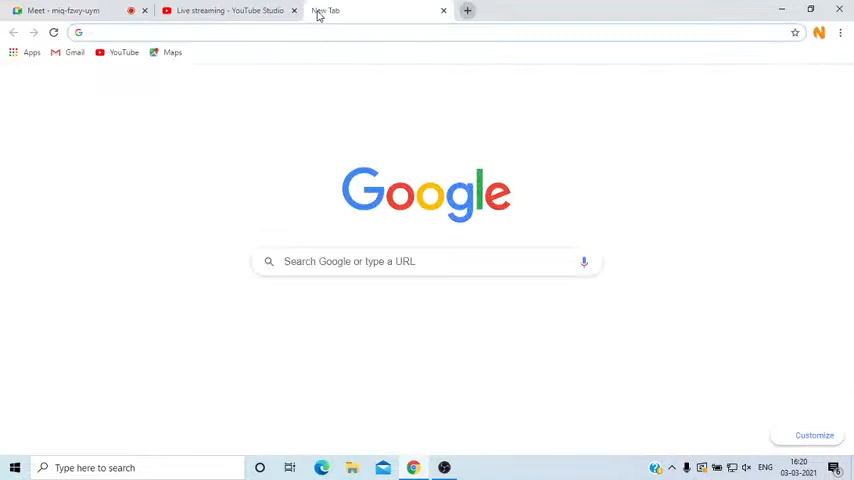 Meet - miq-fzwy-uym
Live streaming - YouTube Studio
New Tab
Apps
Gmail
YouTube
Maps
Google
Search Google or type a URL
Customize
Type here to search
ENG
16:20
03-03-2021